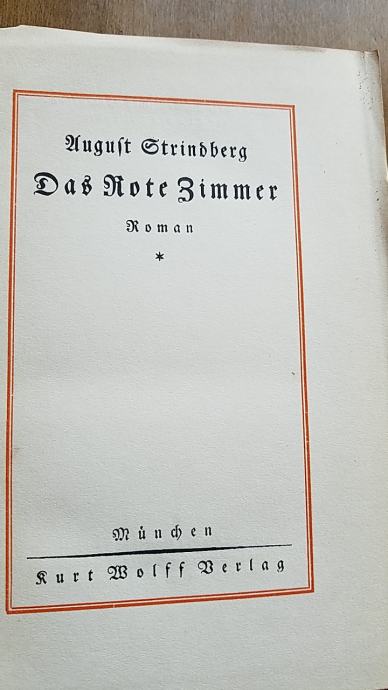 Auguſt Strindberg
Das Rote Zimmer
Roman
*
München
Kurt Wolff Verlag